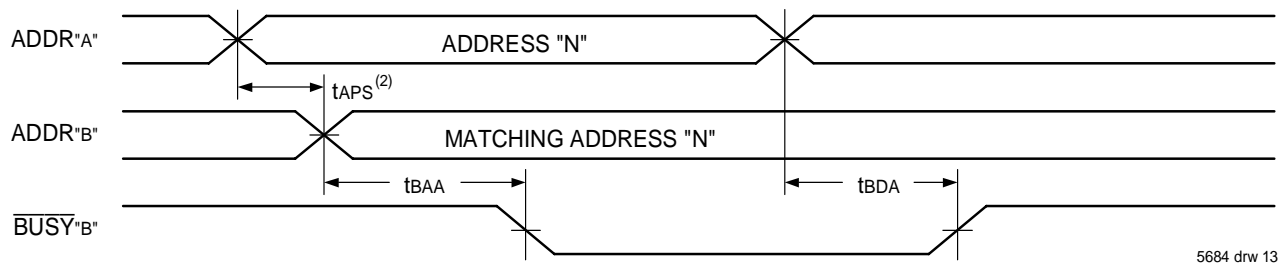 ADDR"A"
ADDRESS "N"
tAPS (2)
ADDR"B"
MATCHING ADDRESS "N"
tBAA
tBDA
BUSY"B"
5684 drw 13